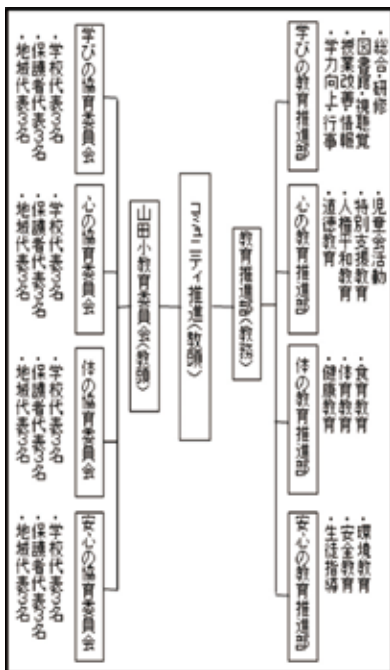 ・総合・研修
・図書館・視聴覚
・授業改善・情報
・学力向上・行事
学びの教育推進部
・児童会活動
・特別支援教育
・人権平和教育
・道徳教育
心の教育推進部
・食育教育
・体育教育
・健康教育
体の教育推進部
・環境教育
・安全教育
・生徒指導
安心の教育推進部
教育推進部(教務)
コミュニティ推進(教頭)
山田小教育委員会(教頭)
学びの協育委員会
・学校代表3名
・保護者代表3名
・地域代表3名
心の協育委員会
・学校代表3名
・保護者代表3名
・地域代表3名
体の協育委員会
・学校代表3名
・保護者代表3名
・地域代表3名
安心の協育委員会
・学校代表3名
・保護者代表3名
・地域代表3名